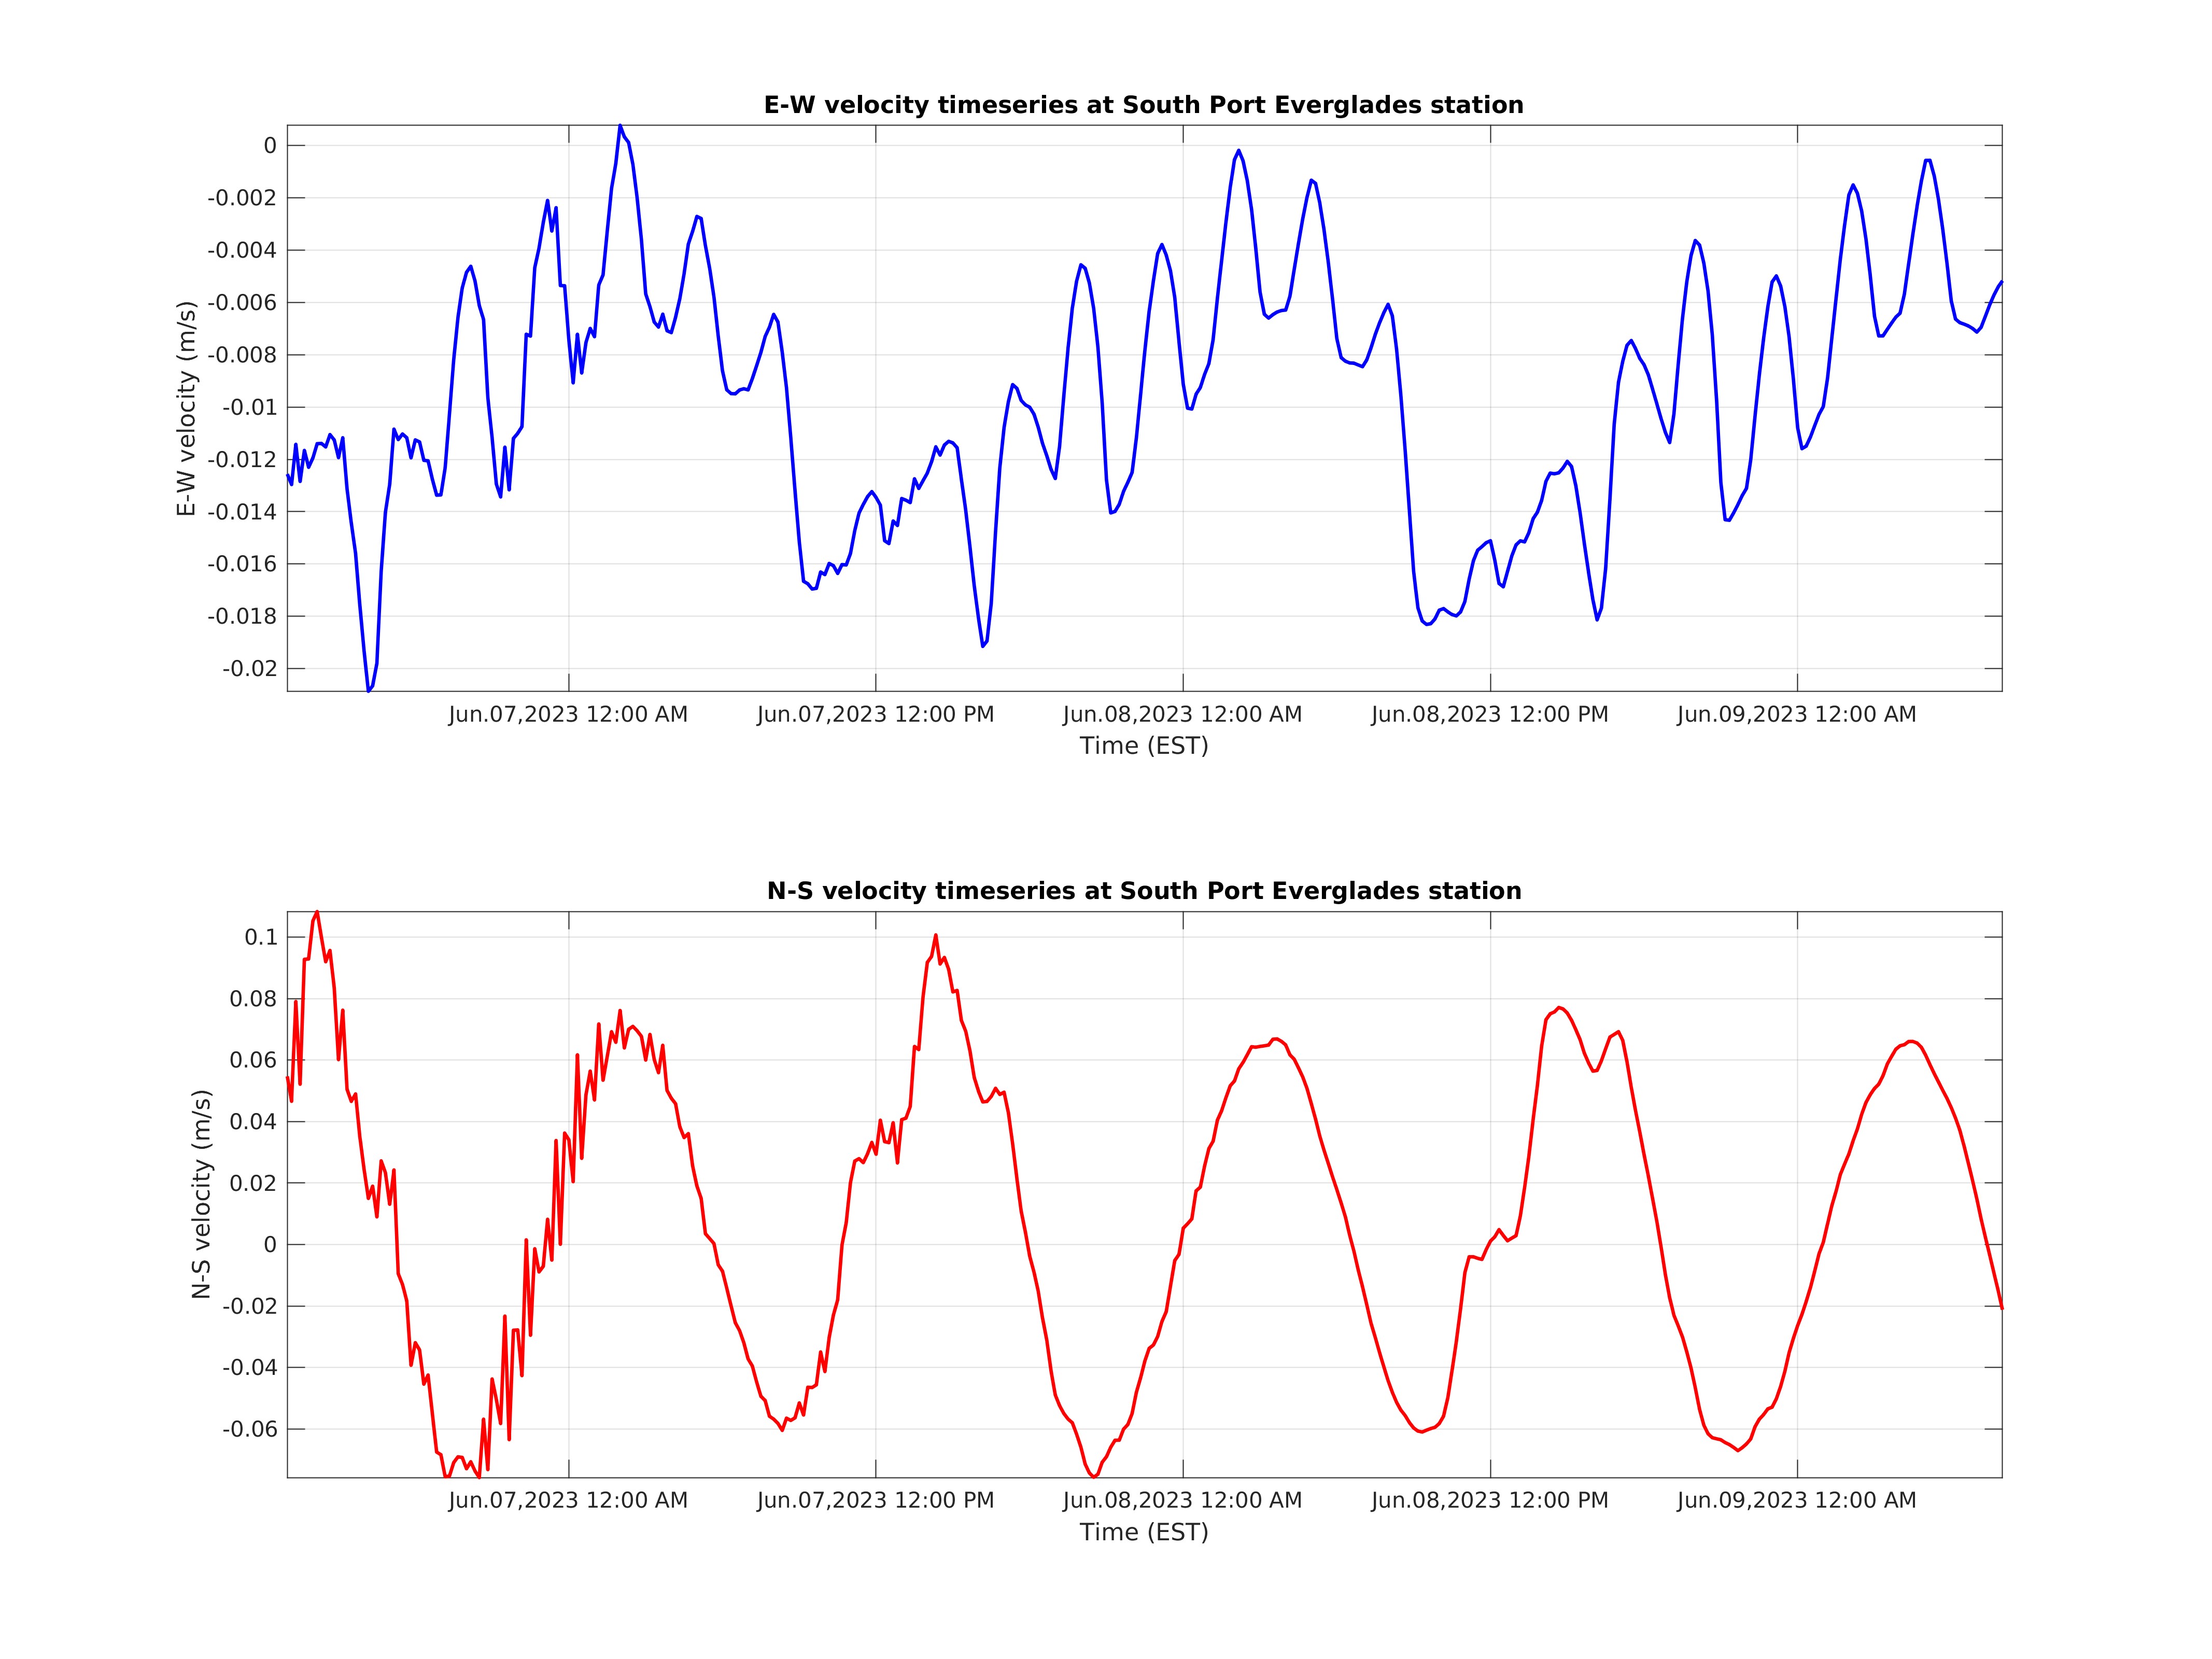 E-W velocity timeseries at South Port Everglades station
E-W velocity (m/s)
0
-0.002
-0.004
-0.006
-0.008
-0.01
-0.012
-0.014
-0.016
-0.018
-0.02
Jun.07,2023 12:00 AM Jun.07,2023 12:00 PM Jun.08,2023 12:00 AM Jun.08,2023 12:00 PM Jun.09,2023 12:00 AM
Time (EST)
N-S velocity timeseries at South Port Everglades station
N-S velocity (m/s)
0.1
0.08
0.06
0.04
0.02
0
-0.02
-0.04
-0.06
Jun.07,2023 12:00 AM Jun.07,2023 12:00 PM Jun.08,2023 12:00 AM Jun.08,2023 12:00 PM Jun.09,2023 12:00 AM
Time (EST)